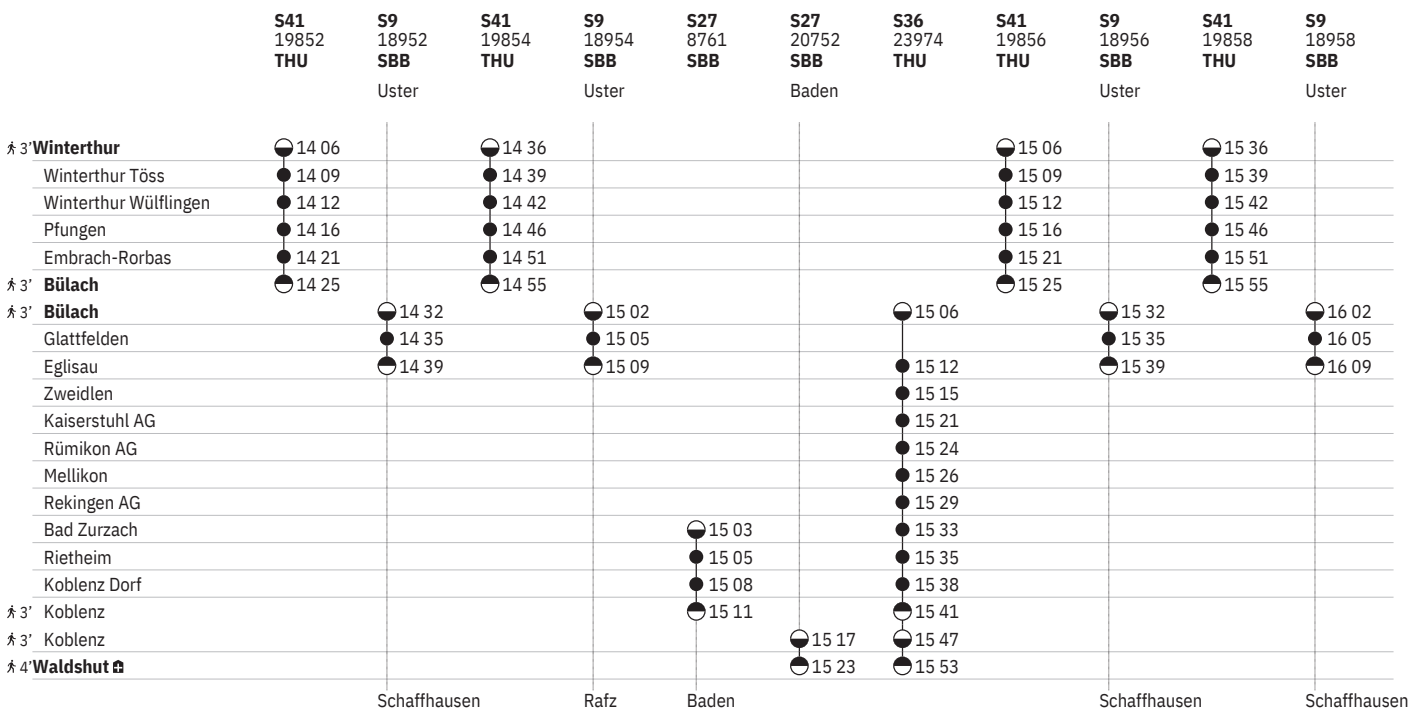 S41 S9 S41 S9 S27 S27 S36 S41 S9 S41 S9
19852 18952 19854 18954 8761 20752 23974 19856 18956 19858 18958
THU SBB THU SBB SBB SBB THU THU SBB THU SBB
Uster Uster Baden Uster Uster
3’ Winterthur 14 06 14 36 15 06 15 36
Winterthur Töss 14 09 14 39 15 09 15 39
Winterthur Wülflingen 14 12 14 42 15 12 15 42
Pfungen 14 16 14 46 15 16 15 46
Embrach-Rorbas 14 21 14 51 15 21 15 51
3’ Bülach 14 25 14 55 15 25 15 55
3’ Bülach 14 32 15 02 15 06 15 32 16 02
Glattfelden 14 35 15 05 15 35 16 05
Eglisau 14 39 15 09 15 12 15 39 16 09
Zweidlen 15 15
Kaiserstuhl AG 15 21
Rümikon AG 15 24
Mellikon 15 26
Rekingen AG 15 29
Bad Zurzach 15 03 15 33
Rietheim 15 05 15 35
Koblenz Dorf 15 08 15 38
3’ Koblenz 15 11 15 41
3’ Koblenz 15 17 15 47
4’ Waldshut 15 23 15 53
Schaffhausen Rafz Baden Schaffhausen Schaffhausen